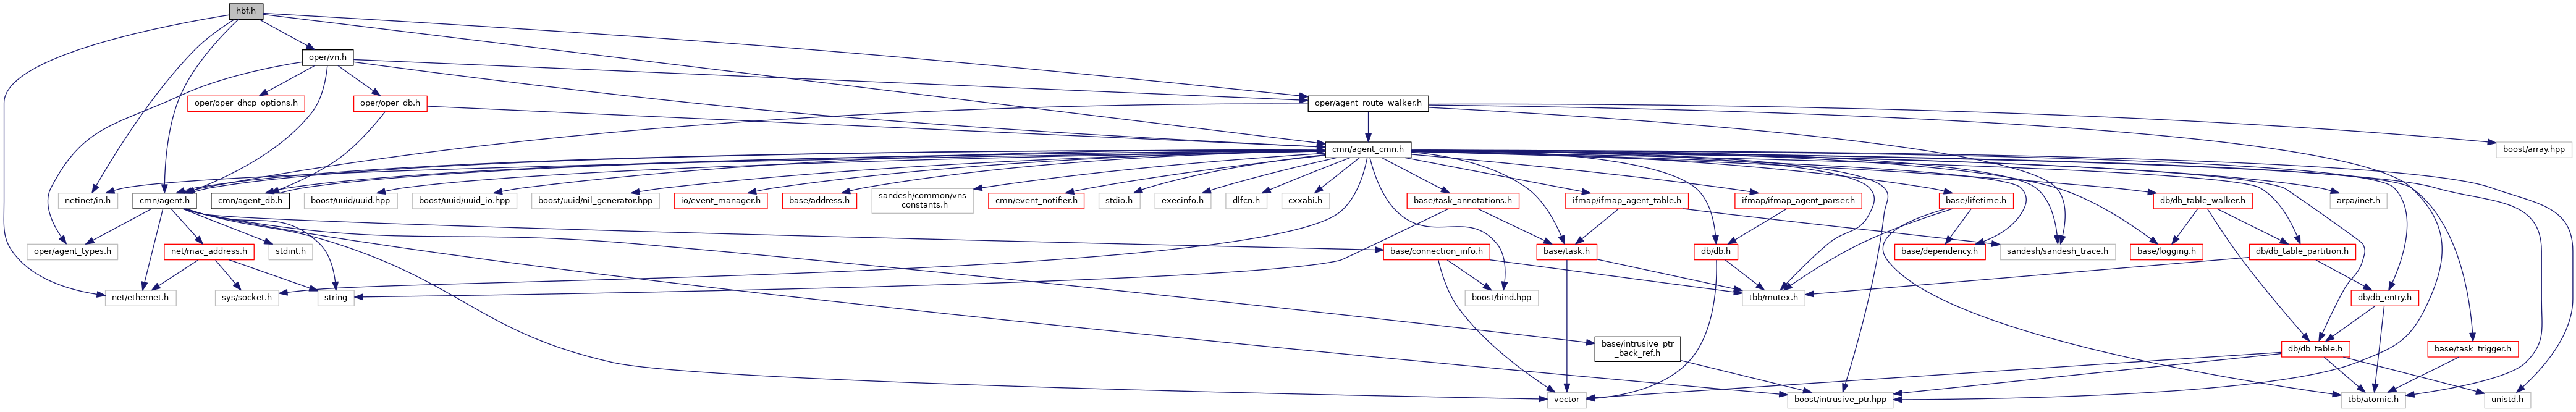 hbf.h
oper/vn.h
oper/oper_dhcp_options.h
oper/oper_db.h
oper/agent_route_walker.h
cmn/agent_cmn.h
boost/array.hpp
netinet/in.h
cmn/agent.h
cmn/agent_db.h
boost/uuid/uuid.hpp
boost/uuid/uuid_io.hpp
boost/uuid/nil_generator.hpp
io/event_manager.h
base/address.h
sandesh/common/vns
_constants.h
cmn/event_notifier.h
stdio.h
execinfo.h
dlfcn.h
cxxabi.h
base/task_annotations.h
ifmap/ifmap_agent_table.h
ifmap/ifmap_agent_parser.h
base/lifetime.h
db/db_table_walker.h
arpa/inet.h
oper/agent_types.h
net/mac_address.h
stdint.h
base/connection_info.h
base/task.h
db/db.h
base/dependency.h
sandesh/sandesh_trace.h
base/logging.h
db/db_table_partition.h
net/ethernet.h
sys/socket.h
string
boost/bind.hpp
tbb/mutex.h
db/db_entry.h
base/intrusive_ptr
_back_ref.h
db/db_table.h
base/task_trigger.h
vector
boost/intrusive_ptr.hpp
tbb/atomic.h
unistd.h